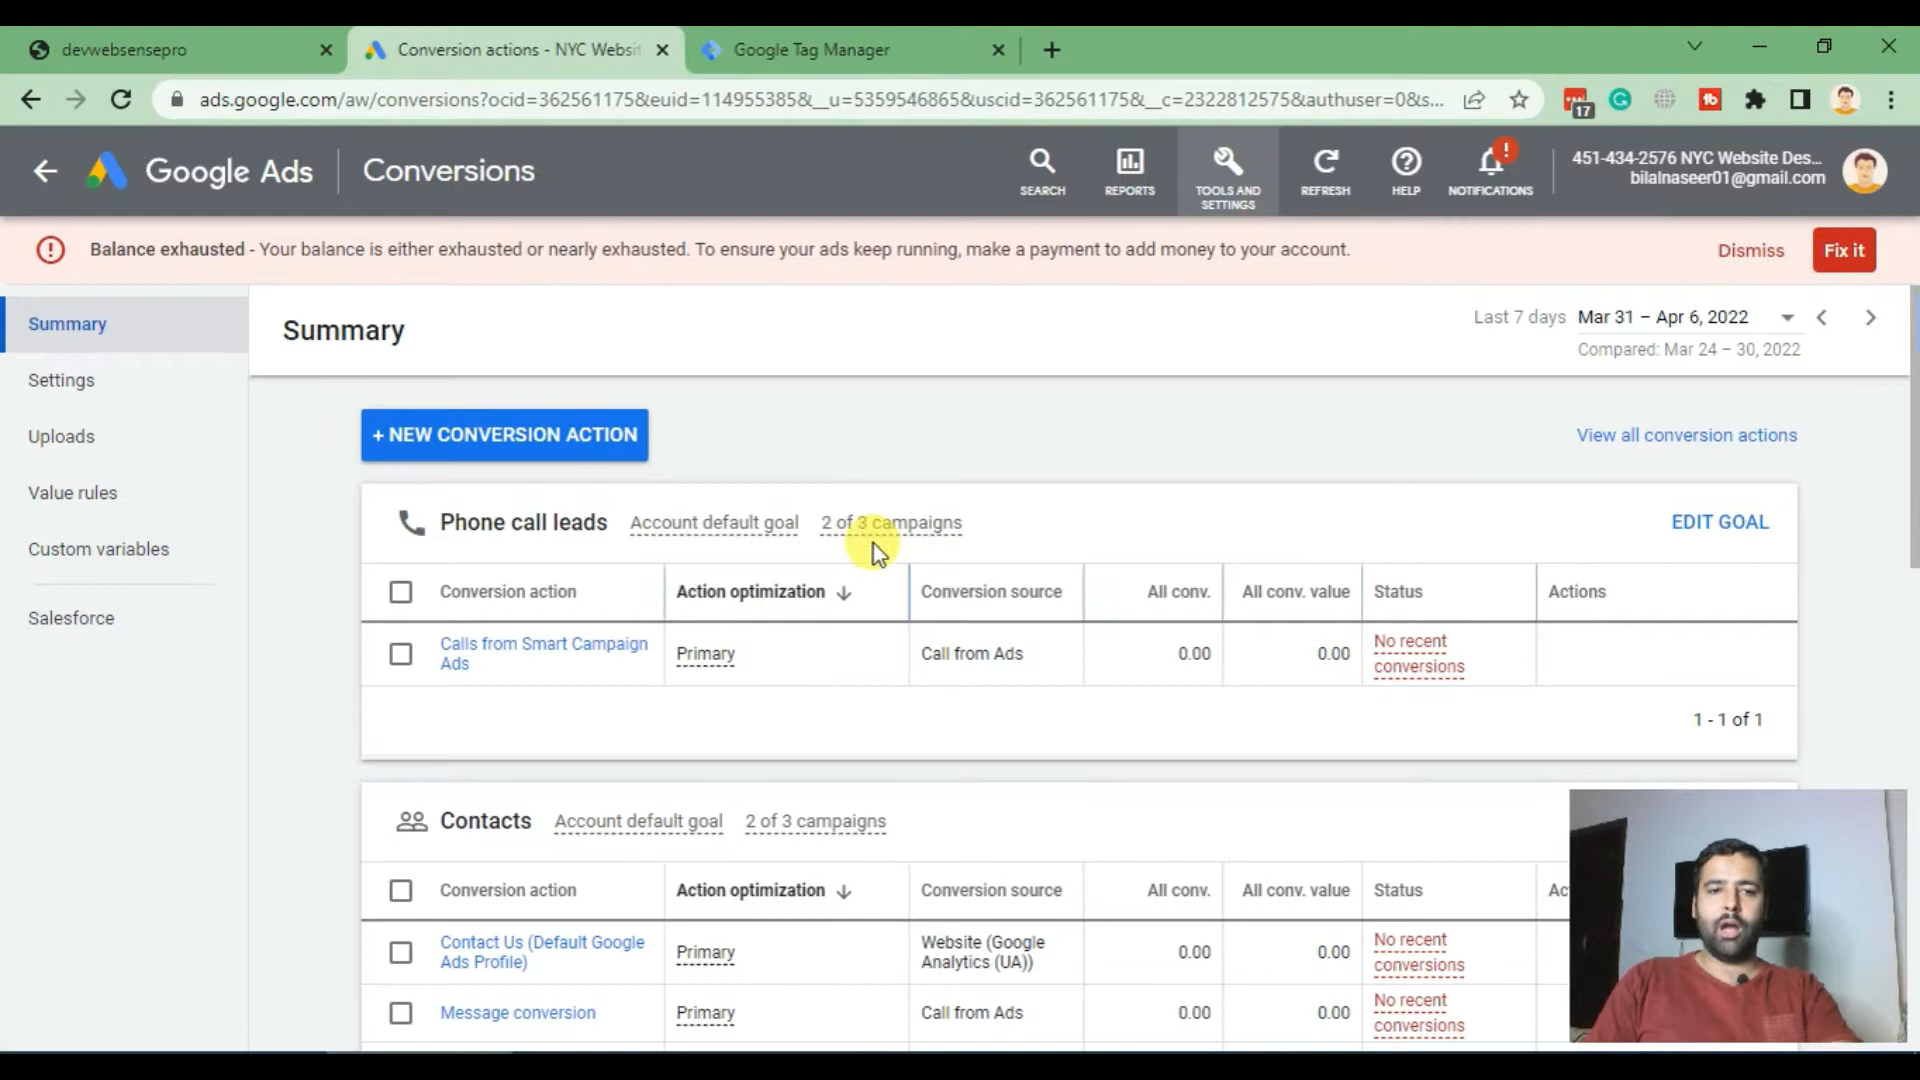 devwebsensepro
Conversion actions - NYC Websit
Google Tag Manager
ads.google.com/aw/conversions?ocid=362561175&euid=114955385&__u=5359546865&uscid=362561175&__c=2322812575&authuser=0&s...
17
Google Ads
Conversions
SEARCH
REPORTS
TOOLS AND
SETTINGS
REFRESH
HELP
NOTIFICATIONS
451-434-2576 NYC Website Des...
bilalnaseer01@gmail.com
Balance exhausted - Your balance is either exhausted or nearly exhausted. To ensure your ads keep running, make a payment to add money to your account.
Dismiss
Fix it
Summary
Settings
Uploads
Value rules
Custom variables
Salesforce
Summary
Last 7 days Mar 31 – Apr 6, 2022
Compared: Mar 24 – 30, 2022
+ NEW CONVERSION ACTION
View all conversion actions
Phone call leads Account default goal 2 of 3 campaigns
EDIT GOAL
Conversion action Action optimization Conversion source All conv. All conv. value Status Actions
Calls from Smart Campaign
Ads
Primary
Call from Ads
0.00
0.00
No recent
conversions
1 - 1 of 1
Contacts Account default goal 2 of 3 campaigns
Conversion action Action optimization Conversion source All conv. All conv. value Status Ac
Contact Us (Default Google
Ads Profile)
Primary
Website (Google
Analytics (UA))
0.00
0.00
No recent
conversions
Message conversion
Primary
Call from Ads
0.00
0.00
No recent
conversions